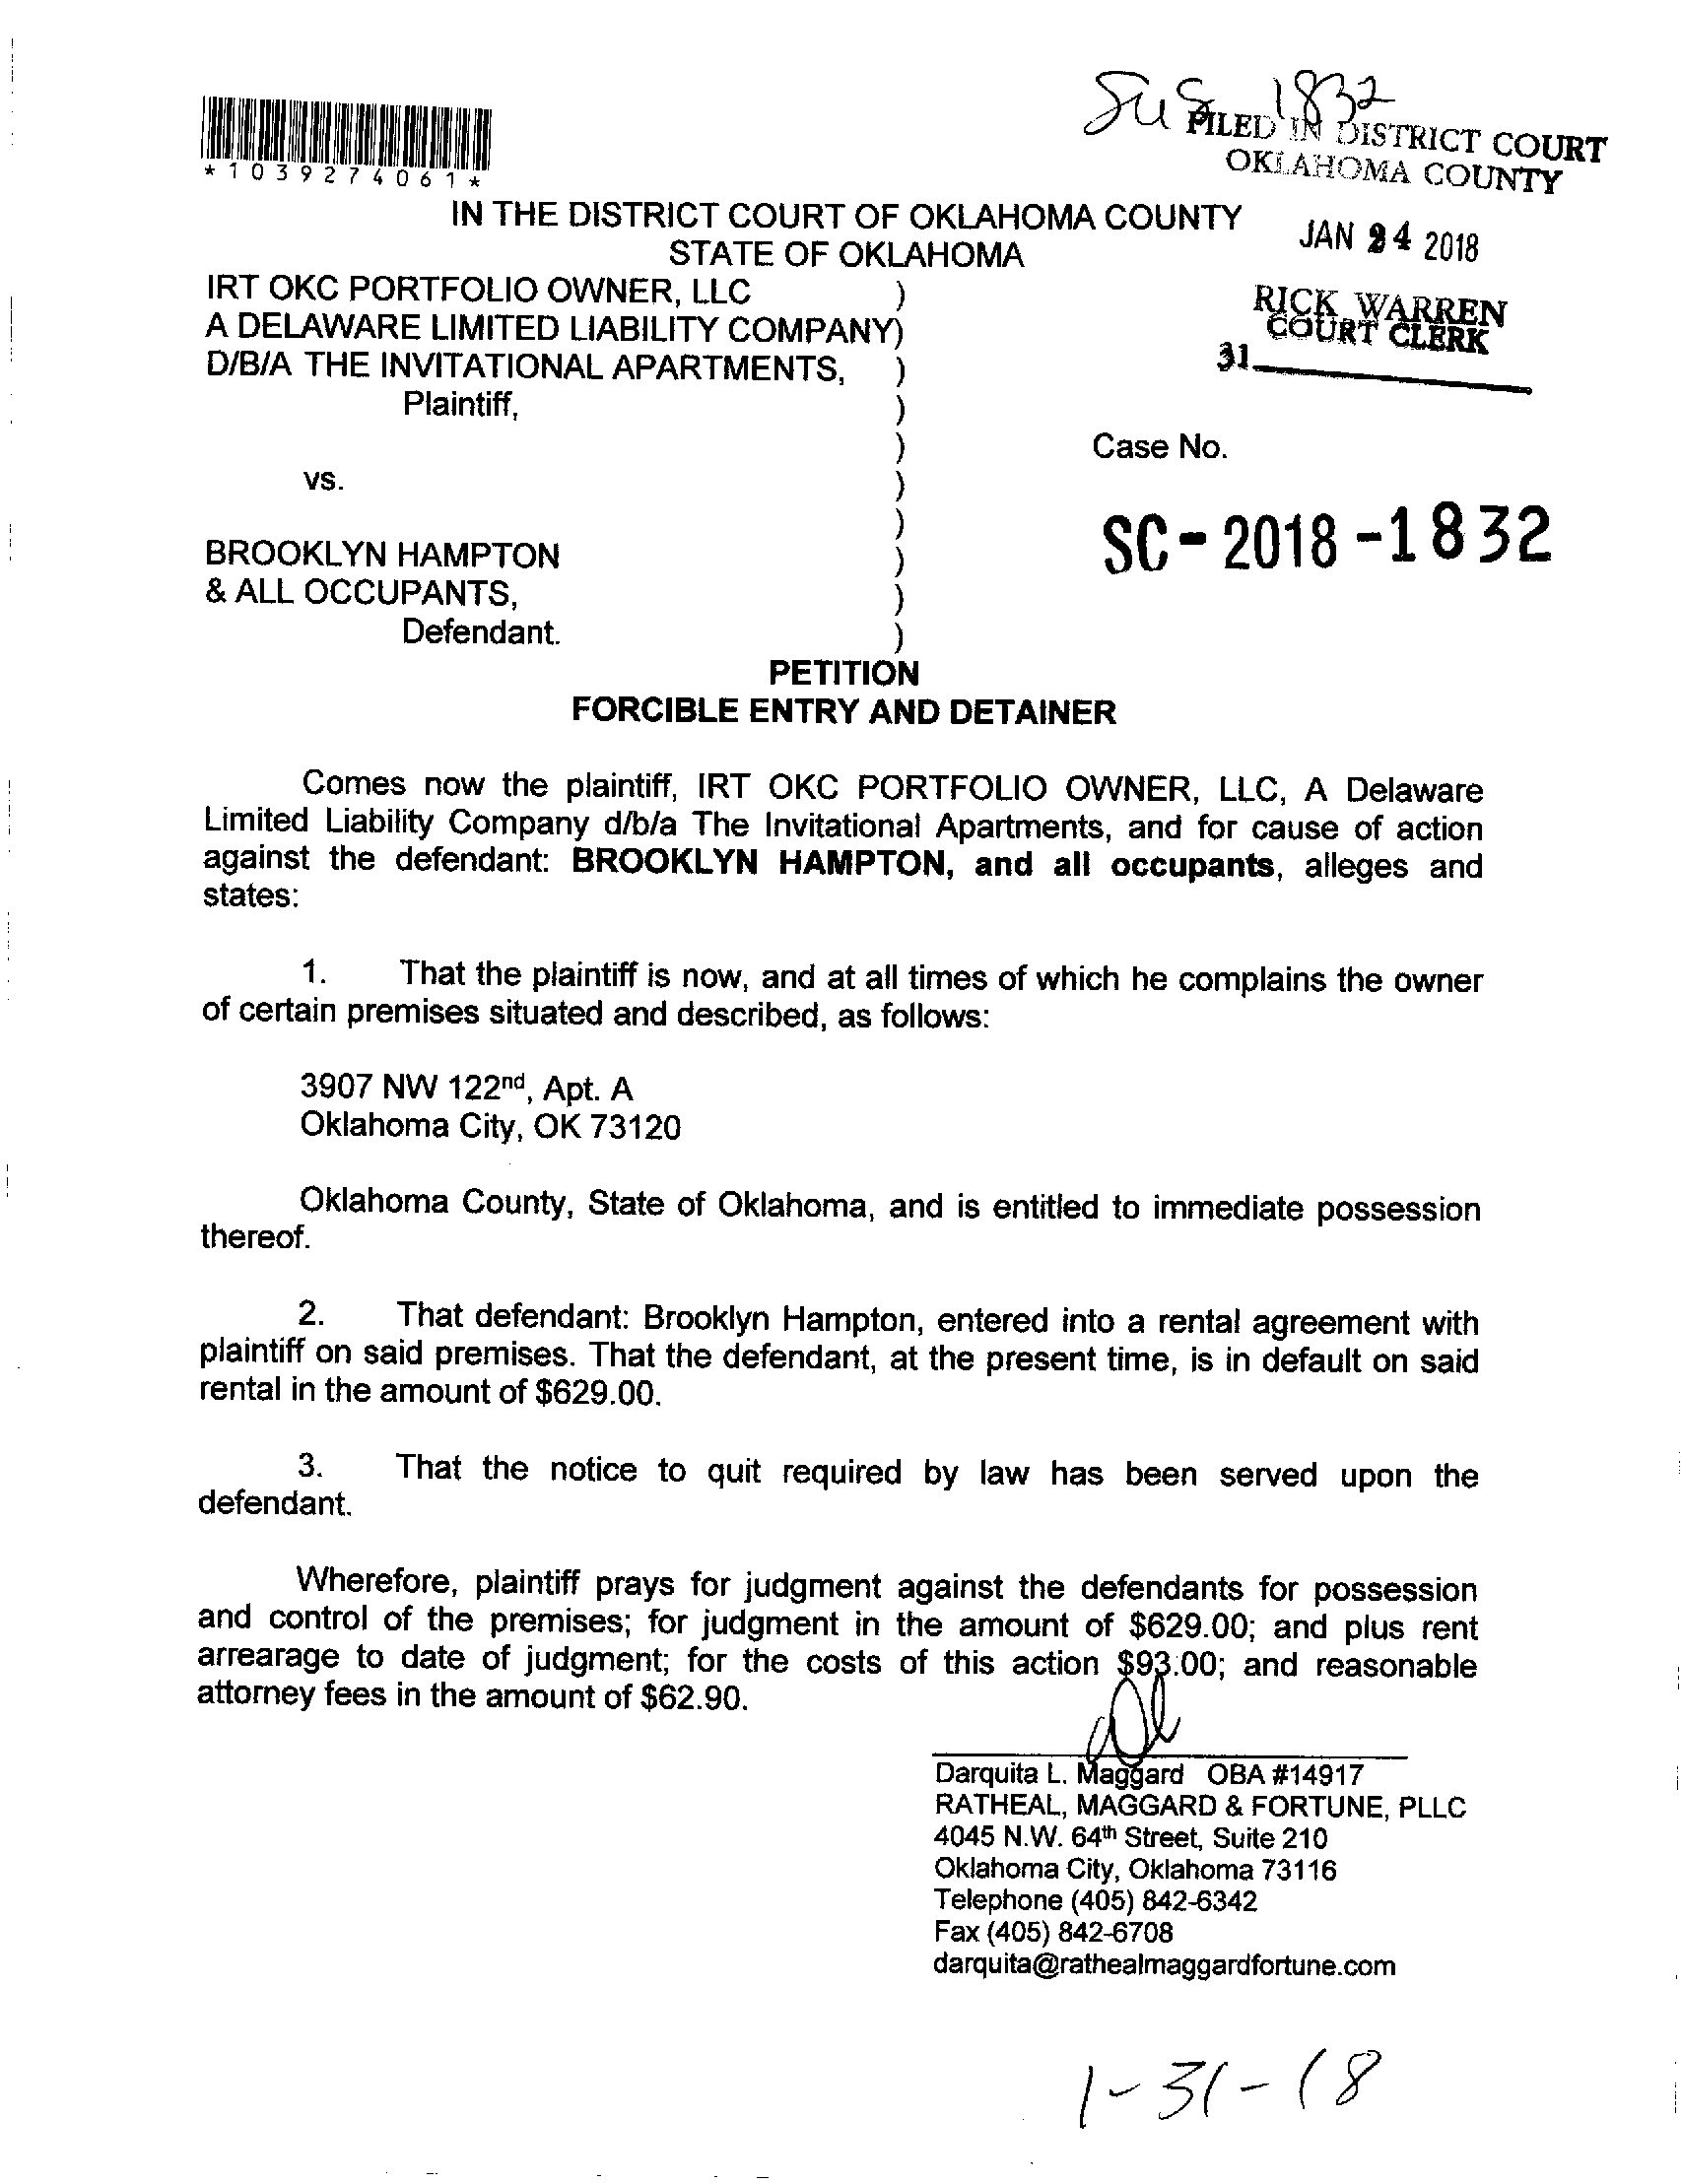 1832
FILED IN DISTRICT COURT
OKLAHOMA COUNTY
*1039274061*
IN THE DISTRICT COURT OF OKLAHOMA COUNTY
STATE OF OKLAHOMA
JAN 24 2018
RICK WARREN
COURT CLERK
31
IRT OKC PORTFOLIO OWNER, LLC )
A DELAWARE LIMITED LIABILITY COMPANY)
D/B/A THE INVITATIONAL APARTMENTS, )
Plaintiff, )
) Case No.
vs. )
) SC-2018-1832
BROOKLYN HAMPTON )
& ALL OCCUPANTS, )
Defendant. )
PETITION
FORCIBLE ENTRY AND DETAINER
Comes now the plaintiff, IRT OKC PORTFOLIO OWNER, LLC, A Delaware
Limited Liability Company d/b/a The Invitational Apartments, and for cause of action
against the defendant: BROOKLYN HAMPTON, and all occupants, alleges and
states:
1. That the plaintiff is now, and at all times of which he complains the owner
of certain premises situated and described, as follows:
3907 NW 122nd, Apt. A
Oklahoma City, OK 73120
Oklahoma County, State of Oklahoma, and is entitled to immediate possession
thereof.
2. That defendant: Brooklyn Hampton, entered into a rental agreement with
plaintiff on said premises. That the defendant, at the present time, is in default on said
rental in the amount of $629.00.
3. That the notice to quit required by law has been served upon the
defendant.
Wherefore, plaintiff prays for judgment against the defendants for possession
and control of the premises; for judgment in the amount of $629.00; and plus rent
arrearage to date of judgment; for the costs of this action $93.00; and reasonable
attorney fees in the amount of $62.90.
Darquita L. Maggard OBA #14917
RATHEAL, MAGGARD & FORTUNE, PLLC
4045 N.W. 64th Street, Suite 210
Oklahoma City, Oklahoma 73116
Telephone (405) 842-6342
Fax (405) 842-6708
darquita@rathealmaggardfortune.com
1-31-18